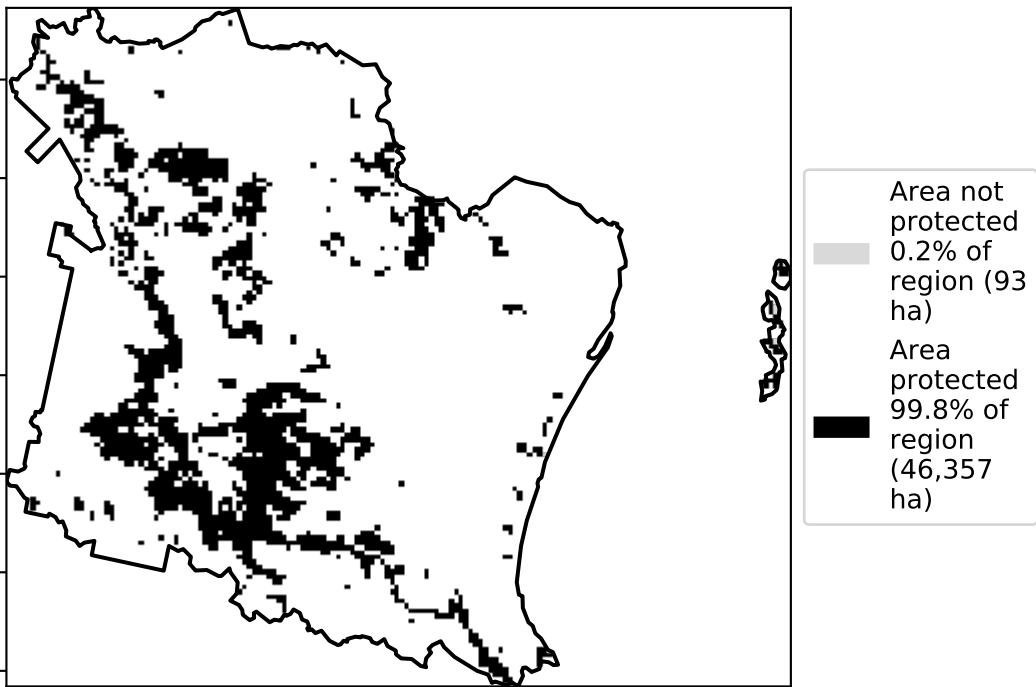 Area not
protected
0.2% of
region (93
ha)
Area
protected
99.8% of
region
(46,357
ha)